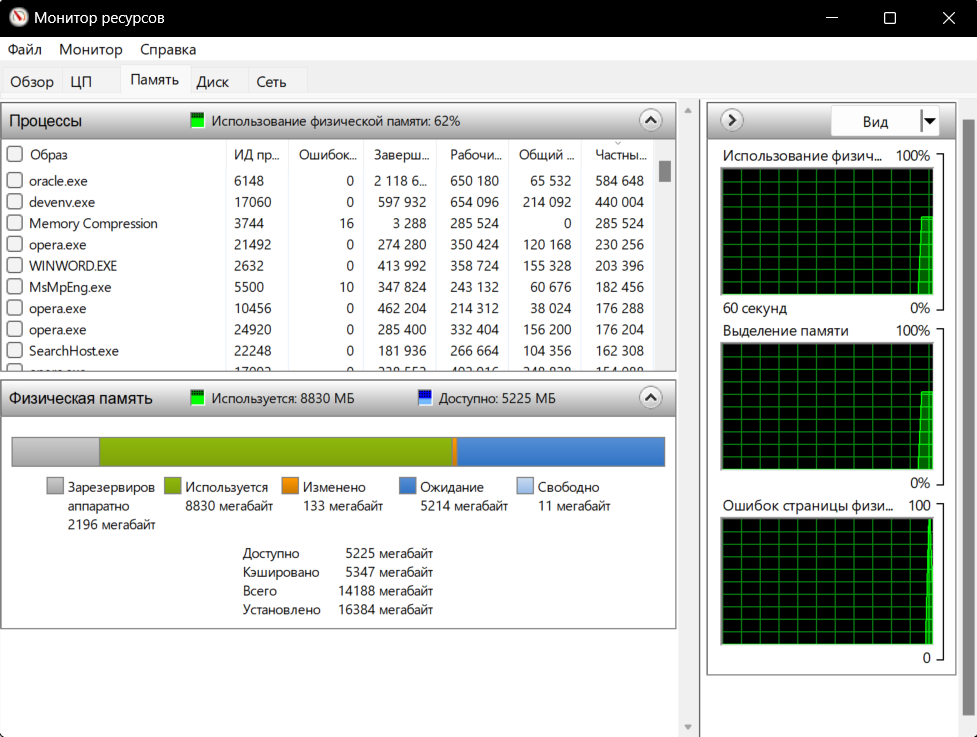 Монитор ресурсов
Файл Монитор Справка
Обзор ЦП Память Диск Сеть
Процессы Использование физической памяти: 62%
Образ ИД пр... Ошибок... Заверш... Рабочи... Общий ... Частны...
oracle.exe 6148 0 2 118 6... 650 180 65 532 584 648
devenv.exe 17060 0 597 932 654 096 214 092 440 004
Memory Compression 3744 16 3 288 285 524 0 285 524
opera.exe 21492 0 274 280 350 424 120 168 230 256
WINWORD.EXE 2632 0 413 992 358 724 155 328 203 396
MsMpEng.exe 5500 10 347 824 243 132 60 676 182 456
opera.exe 10456 0 462 204 214 312 38 024 176 288
opera.exe 24920 0 285 400 332 404 156 200 176 204
SearchHost.exe 22248 0 181 936 266 664 104 356 162 308
Физическая память Используется: 8830 МБ Доступно: 5225 МБ
Зарезервиров Используется Изменено Ожидание Свободно
аппаратно 8830 мегабайт 133 мегабайт 5214 мегабайт 11 мегабайт
2196 мегабайт
Доступно 5225 мегабайт
Кэшировано 5347 мегабайт
Всего 14188 мегабайт
Установлено 16384 мегабайт
Вид
Использование физич... 100%
60 секунд 0%
Выделение памяти 100%
0%
Ошибок страницы физи... 100
0